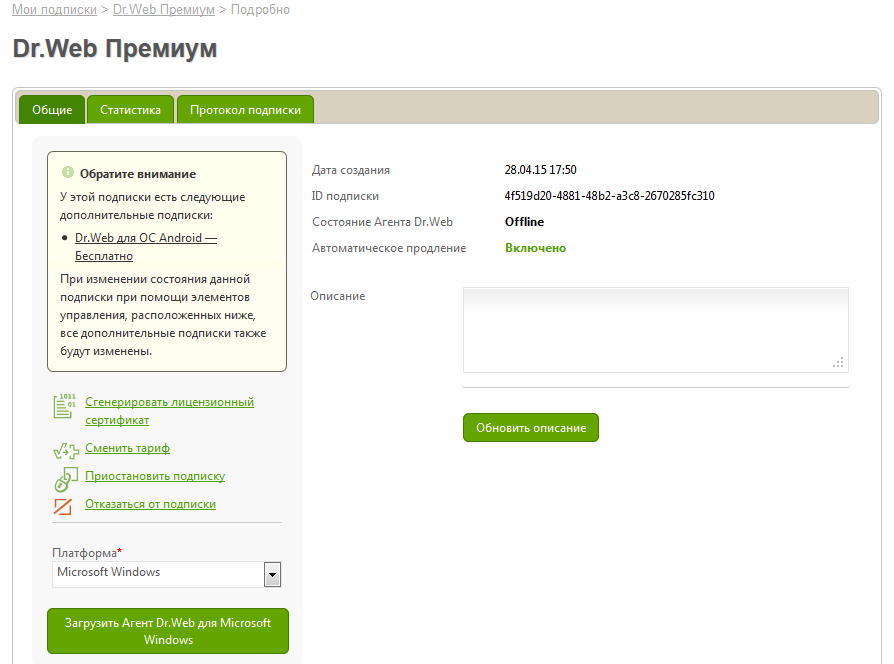 Мои подписки > Dr.Web Премиум > Подробно
Dr.Web Премиум
Общие
Статистика
Протокол подписки
Обратите внимание
У этой подписки есть следующие
дополнительные подписки:
Dr.Web для ОС Android —
Бесплатно
При изменении состояния данной
подписки при помощи элементов
управления, расположенных ниже,
все дополнительные подписки также
будут изменены.
Сгенерировать лицензионный
сертификат
Сменить тариф
Приостановить подписку
Отказаться от подписки
Платформа*
Microsoft Windows
Загрузить Агент Dr.Web для Microsoft
Windows
Дата создания 28.04.15 17:50
ID подписки 4f519d20-4881-48b2-a3c8-2670285fc310
Состояние Агента Dr.Web Offline
Автоматическое продление Включено
Описание
Обновить описание